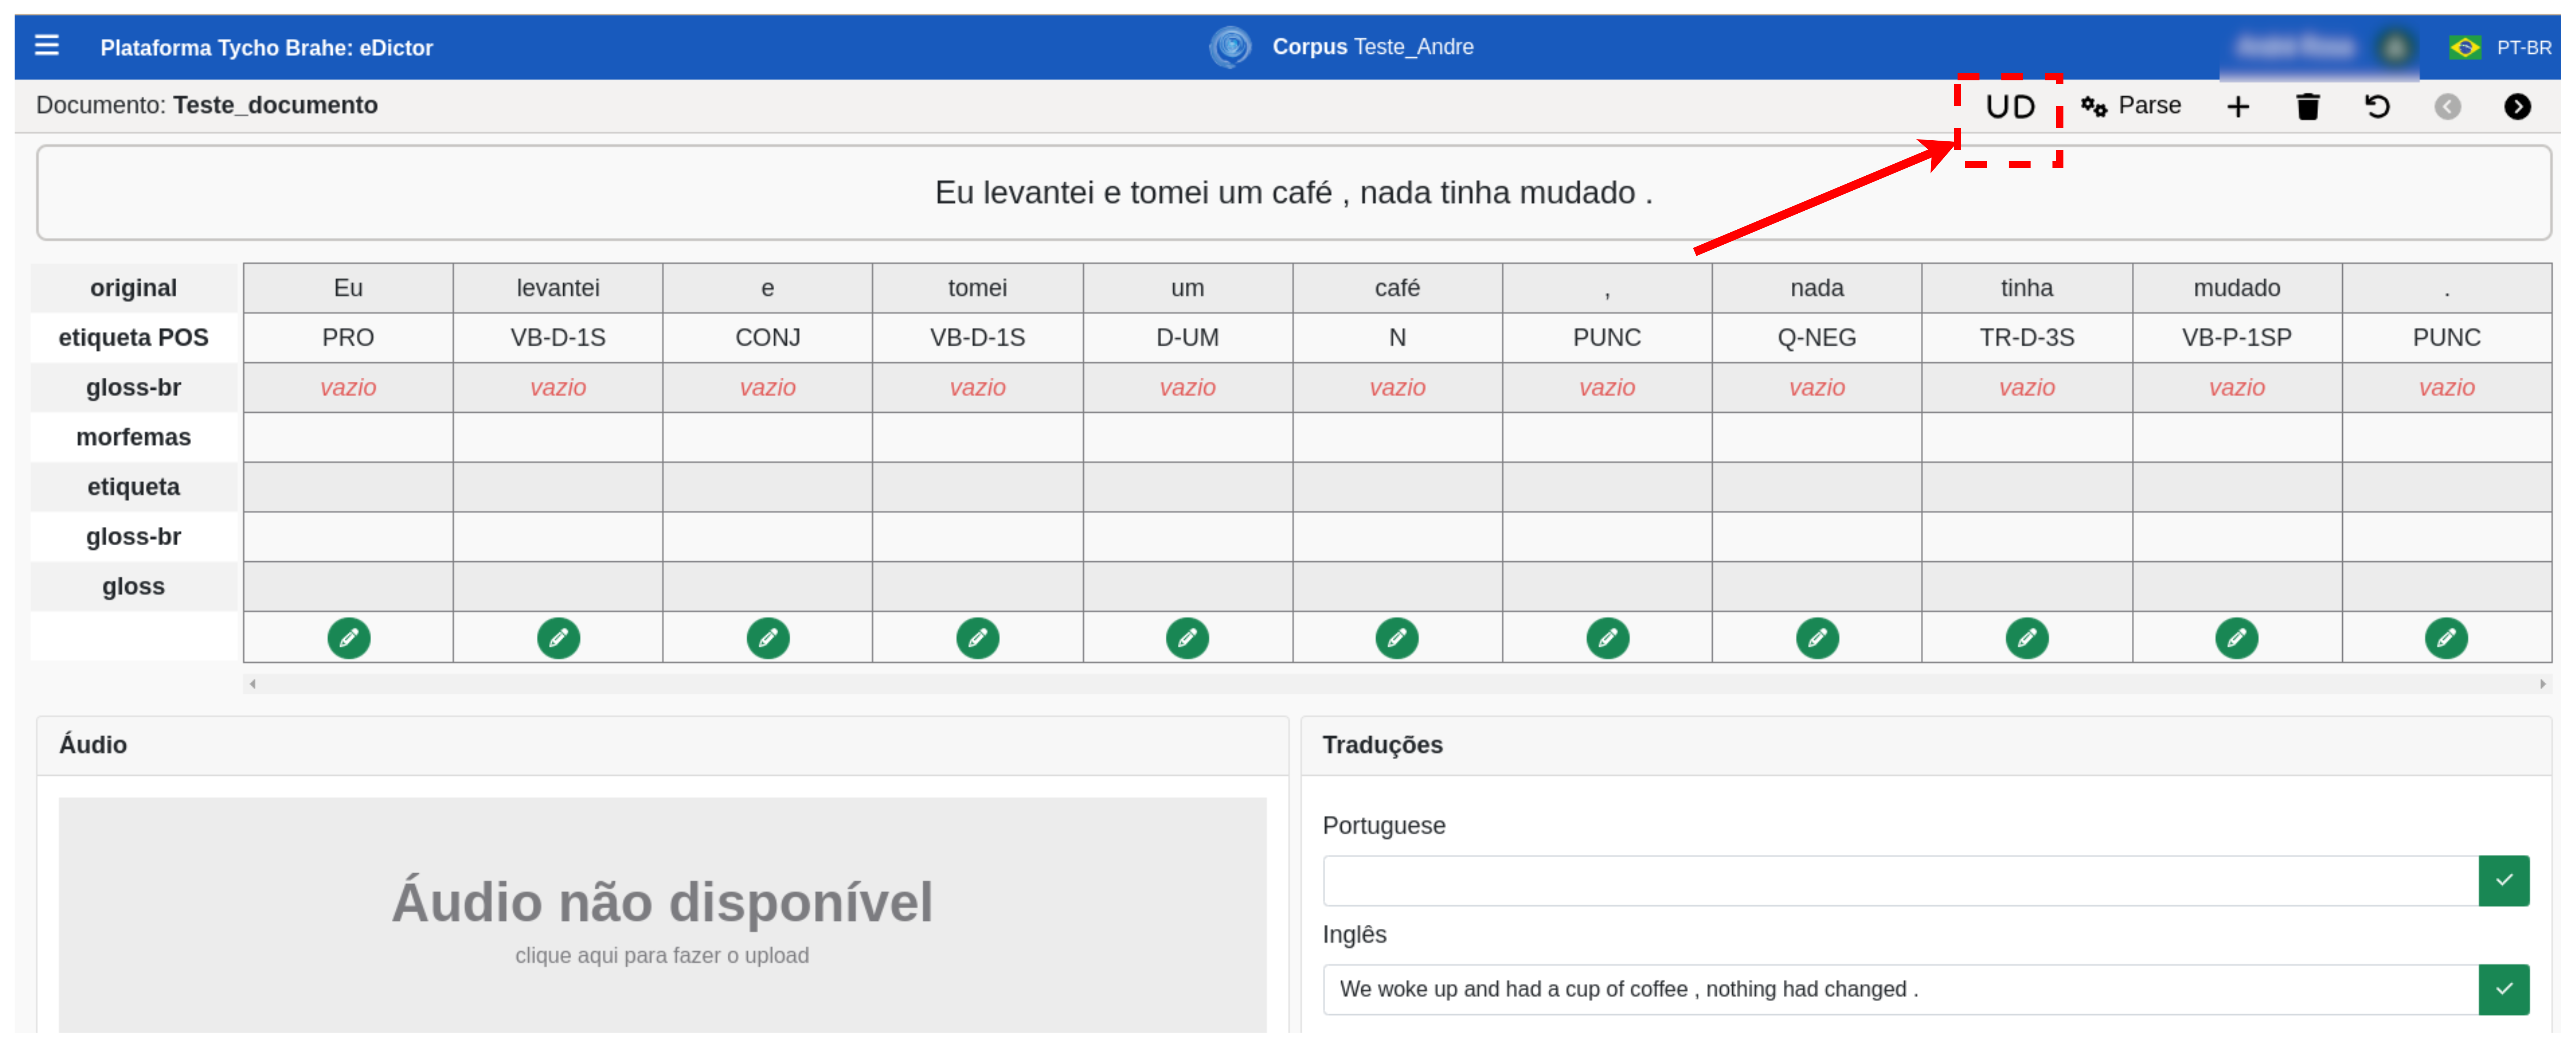 Plataforma Tycho Brahe: eDictor Corpus Teste_Andre PT-BR
Documento: Teste_documento UD Parse
Eu levantei e tomei um café , nada tinha mudado .
original Eu levantei e tomei um café , nada tinha mudado .
etiqueta POS PRO VB-D-1S CONJ VB-D-1S D-UM N PUNC Q-NEG TR-D-3S VB-P-1SP PUNC
gloss-br vazio vazio vazio vazio vazio vazio vazio vazio vazio vazio vazio
morfemas
etiqueta
gloss-br
gloss
Áudio
Áudio não disponível
clique aqui para fazer o upload
Traduções
Portuguese
Inglês
We woke up and had a cup of coffee , nothing had changed .